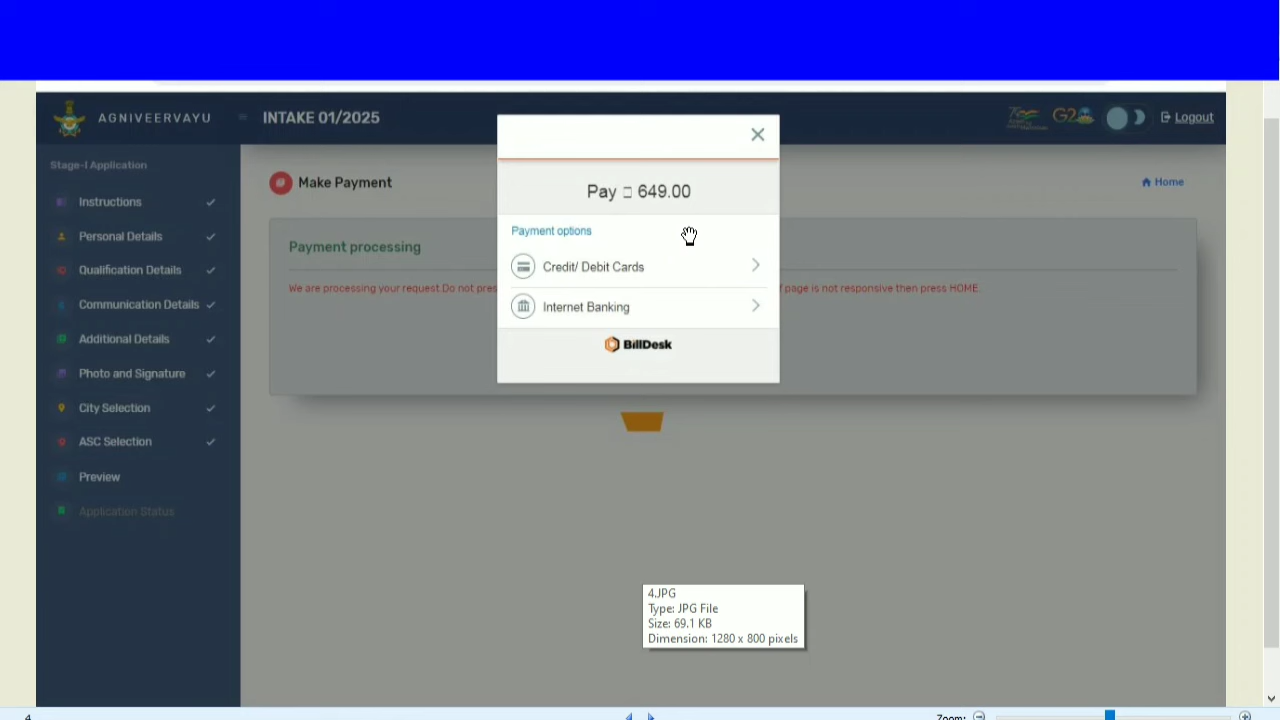 AGNIVEERVAYU
INTAKE 01/2025
Logout
Stage-I Application
Instructions
Personal Details
Qualification Details
Communication Details
Additional Details
Photo and Signature
City Selection
ASC Selection
Preview
Application Status
Make Payment
Home
Payment processing
We are processing your request.Do not pres
f page is not responsive then press HOME.
Pay 649.00
Payment options
Credit/ Debit Cards
Internet Banking
BillDesk
4.JPG
Type: JPG File
Size: 69.1 KB
Dimension: 1280 x 800 pixels
4
Zoom: